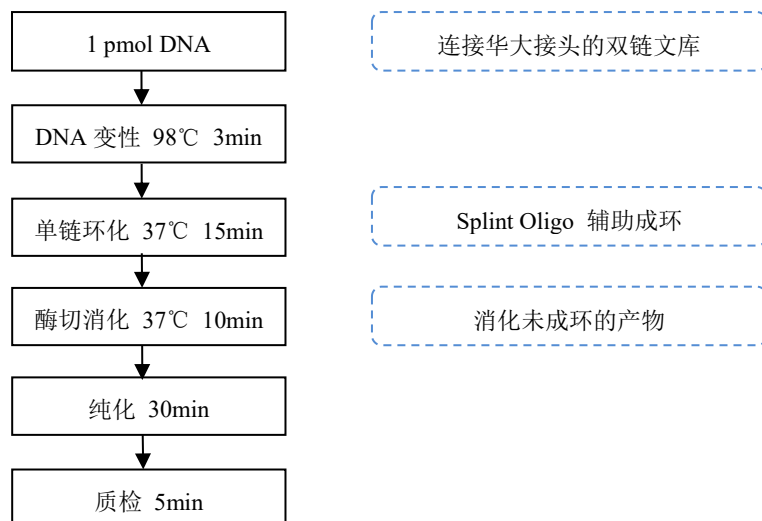 1 pmol DNA
连接华大接头的双链文库
DNA 变性 98℃ 3min
单链环化 37℃ 15min
Splint Oligo 辅助成环
酶切消化 37℃ 10min
消化未成环的产物
纯化 30min
质检 5min